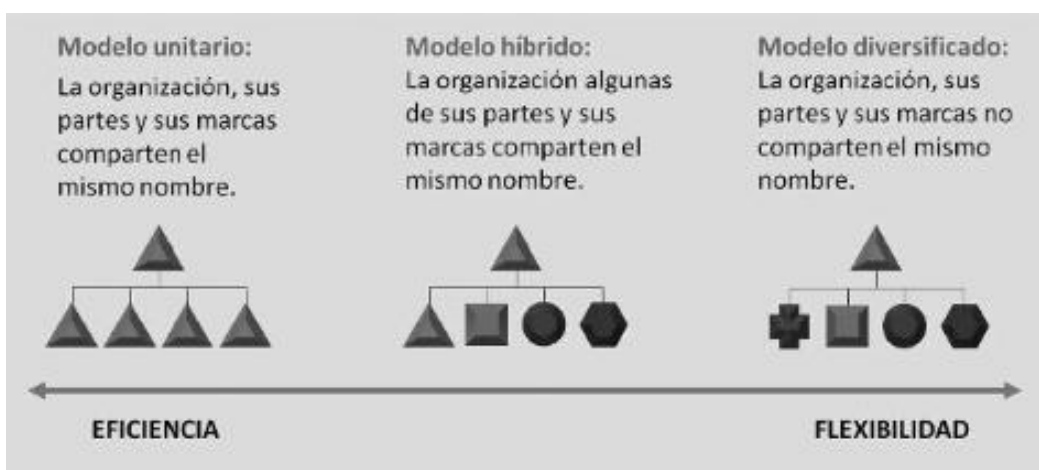 Modelo unitario:
La organización, sus
partes y sus marcas
comparten el
mismo nombre.
Modelo híbrido:
La organización algunas
de sus partes y sus
marcas comparten el
mismo nombre.
Modelo diversificado:
La organización, sus
partes y sus marcas no
comparten el mismo
nombre.
EFICIENCIA
FLEXIBILIDAD